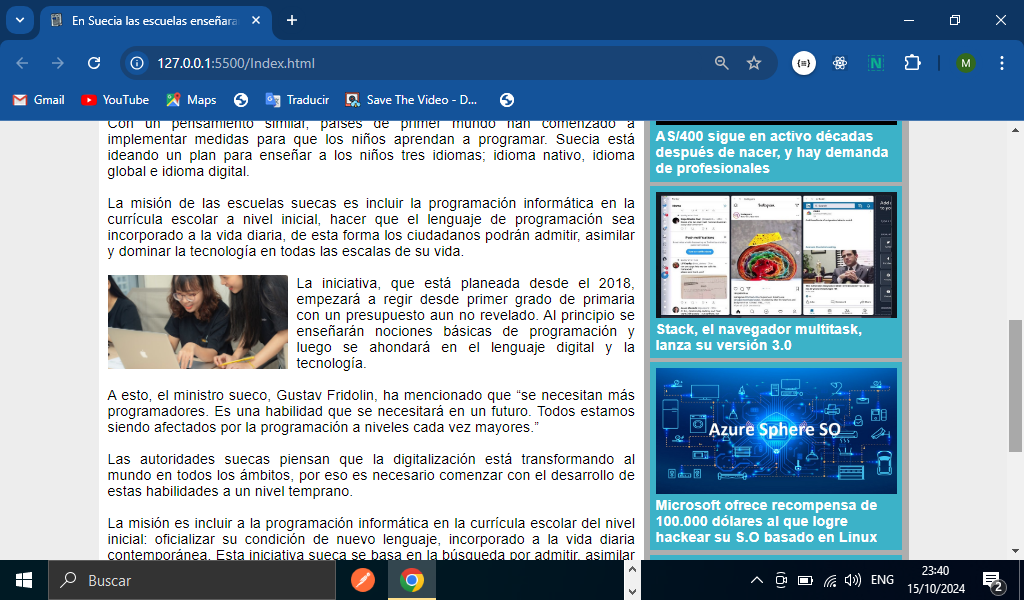 En Suecia las escuelas enseñara
127.0.0.1:5500/Index.html
Gmail
YouTube
Maps
Traducir
Save The Video - D...
Con un pensamiento similar, países de primer mundo han comenzado a
implementar medidas para que los niños aprendan a programar. Suecia está
ideando un plan para enseñar a los niños tres idiomas; idioma nativo, idioma
global e idioma digital.
La misión de las escuelas suecas es incluir la programación informática en la
currícula escolar a nivel inicial, hacer que el lenguaje de programación sea
incorporado a la vida diaria, de esta forma los ciudadanos podrán admitir, asimilar
y dominar la tecnología en todas las escalas de su vida.
La iniciativa, que está planeada desde el 2018,
empezará a regir desde primer grado de primaria
con un presupuesto aun no revelado. Al principio se
enseñarán nociones básicas de programación y
luego se ahondará en el lenguaje digital y la
tecnología.
A esto, el ministro sueco, Gustav Fridolin, ha mencionado que “se necesitan más
programadores. Es una habilidad que se necesitará en un futuro. Todos estamos
siendo afectados por la programación a niveles cada vez mayores.”
Las autoridades suecas piensan que la digitalización está transformando al
mundo en todos los ámbitos, por eso es necesario comenzar con el desarrollo de
estas habilidades a un nivel temprano.
La misión es incluir a la programación informática en la currícula escolar del nivel
inicial: oficializar su condición de nuevo lenguaje, incorporado a la vida diaria
contemporánea. Esta iniciativa sueca se basa en la búsqueda por admitir, asimilar
AS/400 sigue en activo décadas
después de nacer, y hay demanda
de profesionales
Stack, el navegador multitask,
lanza su versión 3.0
Azure Sphere SO
Microsoft ofrece recompensa de
100.000 dólares al que logre
hackear su S.O basado en Linux
Buscar
ENG
23:40
15/10/2024
2